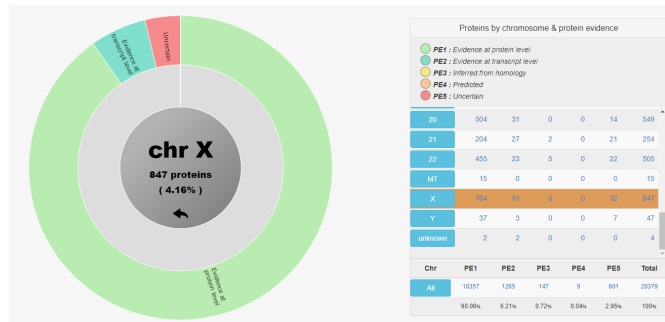 Evidence at
transcript level
Uncertain
chr X
847 proteins
( 4.16% )
Evidence at
protein level
Proteins by chromosome & protein evidence
PE1 : Evidence at protein level
PE2 : Evidence at transcript level
PE3 : Inferred from homology
PE4 : Predicted
PE5 : Uncertain
20 504 31 0 0 14 549
21 204 27 2 0 21 254
22 455 23 5 0 22 505
MT 15 0 0 0 0 15
X 764 51 0 0 32 847
Y 37 3 0 0 7 47
unknown 2 2 0 0 0 4
Chr PE1 PE2 PE3 PE4 PE5 Total
All 18357 1265 147 9 601 20379
90.08% 6.21% 0.72% 0.04% 2.95% 100%